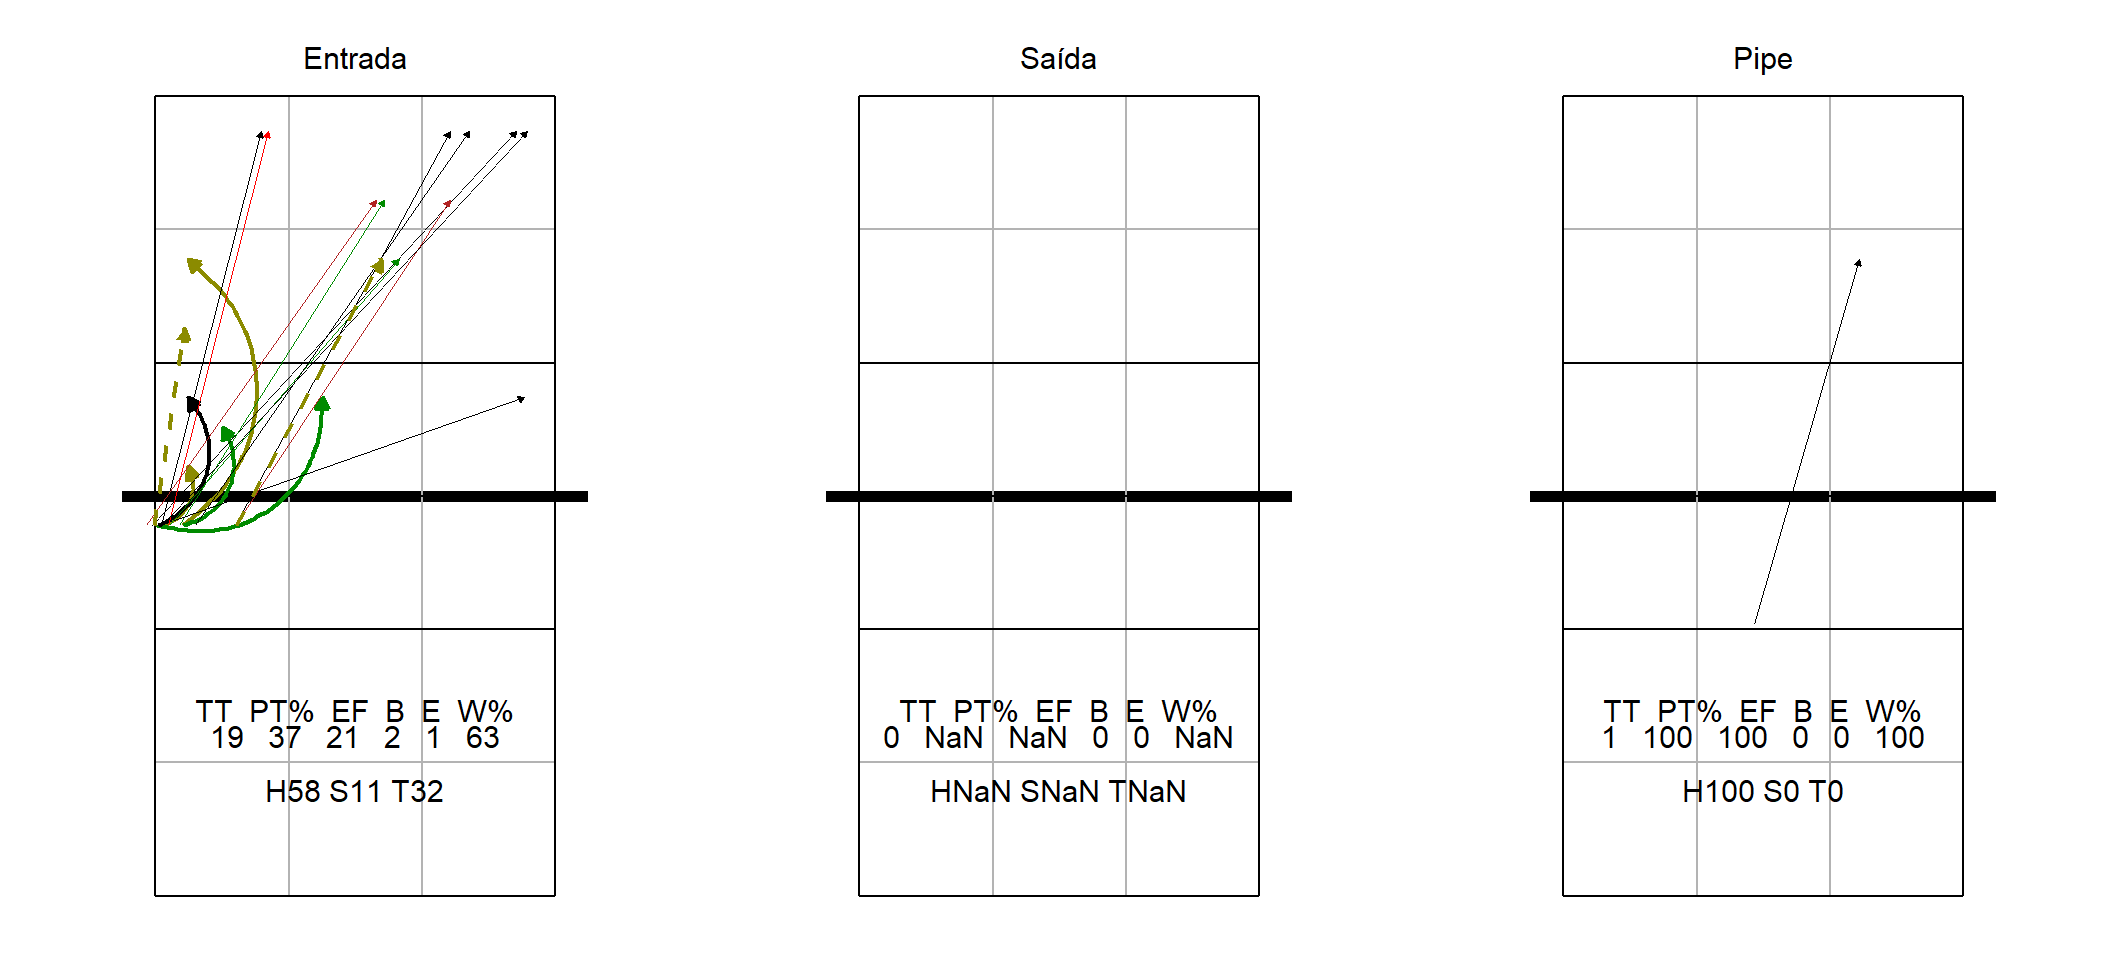 Entrada
TT PT% EF B E W%
19 37 21 2 1 63
H58 S11 T32
Saída
TT PT% EF B E W%
0 NaN NaN 0 0 NaN
HNaN SNaN TNaN
Pipe
TT PT% EF B E W%
1 100 100 0 0 100
H100 S0 T0